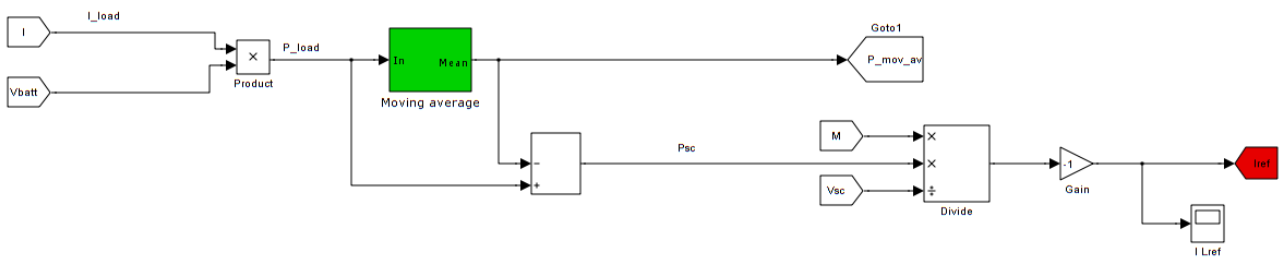 I_load
Goto1
I
P_load
×
In
Mean
P_mov_av
Product
Vbatt
Moving average
M
×
Psc
−
×
-1
Iref
+
Vsc
÷
Gain
Divide
I Lref